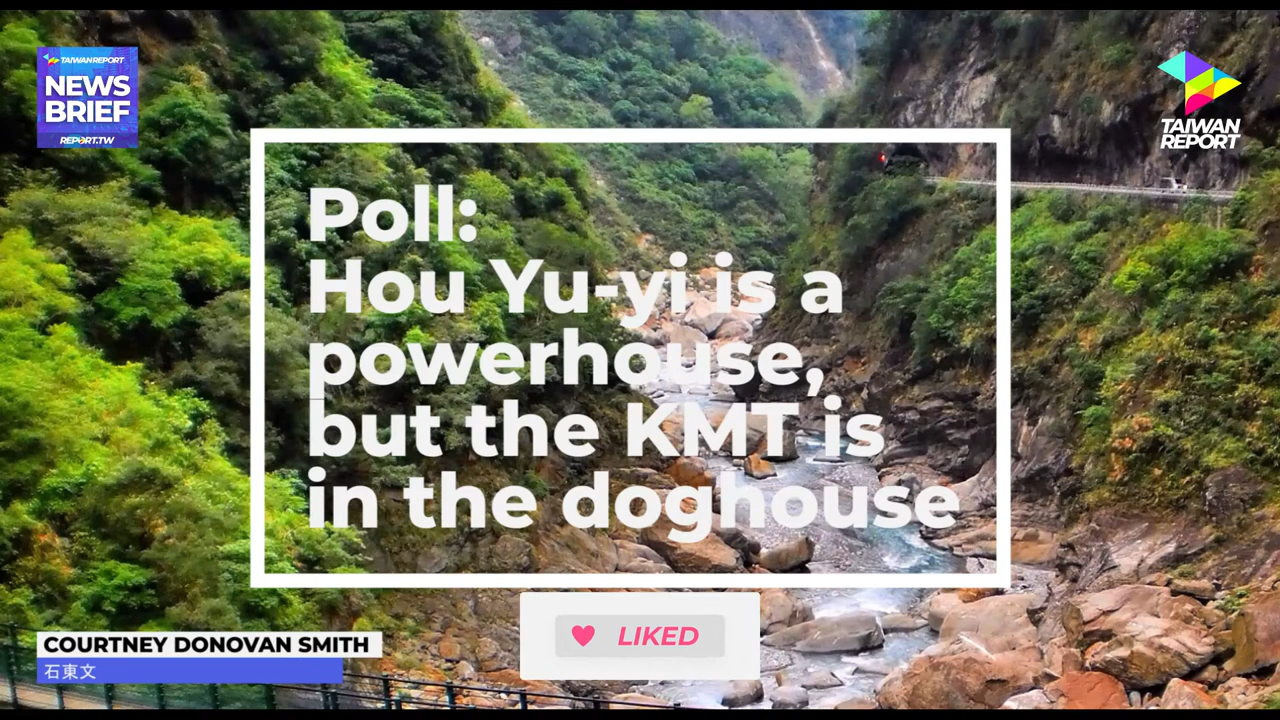 TAIWAN REPORT
NEWS
BRIEF
REPORT.TW
TAIWAN
REPORT
Poll:
Hou Yu-yi is a
powerhouse,
but the KMT is
in the doghouse
LIKED
COURTNEY DONOVAN SMITH
石東文